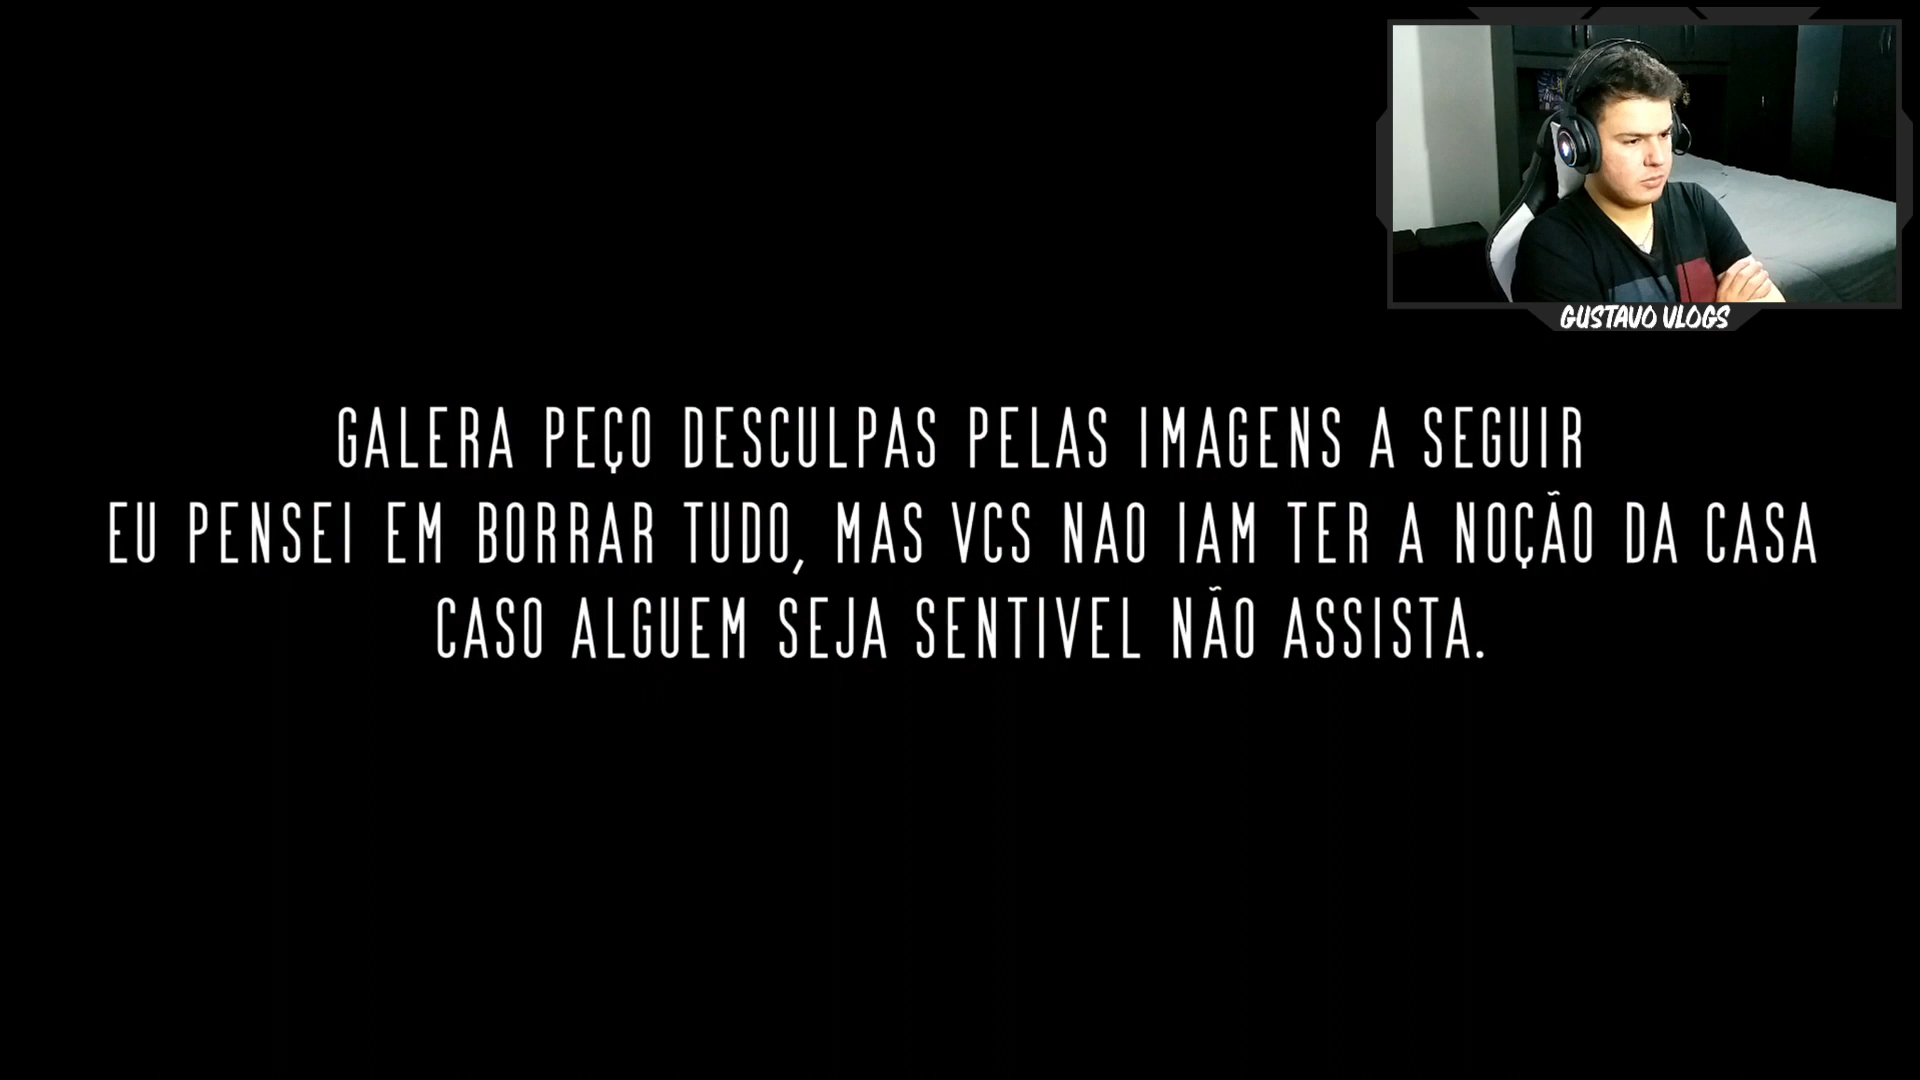 GUSTAVO VLOGS
GALERA PEÇO DESCULPAS PELAS IMAGENS A SEGUIR
EU PENSEI EM BORRAR TUDO, MAS VCS NAO IAM TER A NOÇÃO DA CASA
CASO ALGUEM SEJA SENTIVEL NÃO ASSISTA.